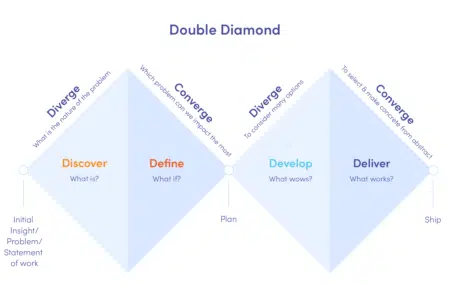 Double Diamond
Diverge
What is the nature of the problem
Converge
Which problem can we impact the most
Diverge
To consider many options
Converge
To select & make concrete from abstract
Discover
What is?
Define
What if?
Develop
What wows?
Deliver
What works?
Initial
Insight/
Problem/
Statement
of work
Plan
Ship